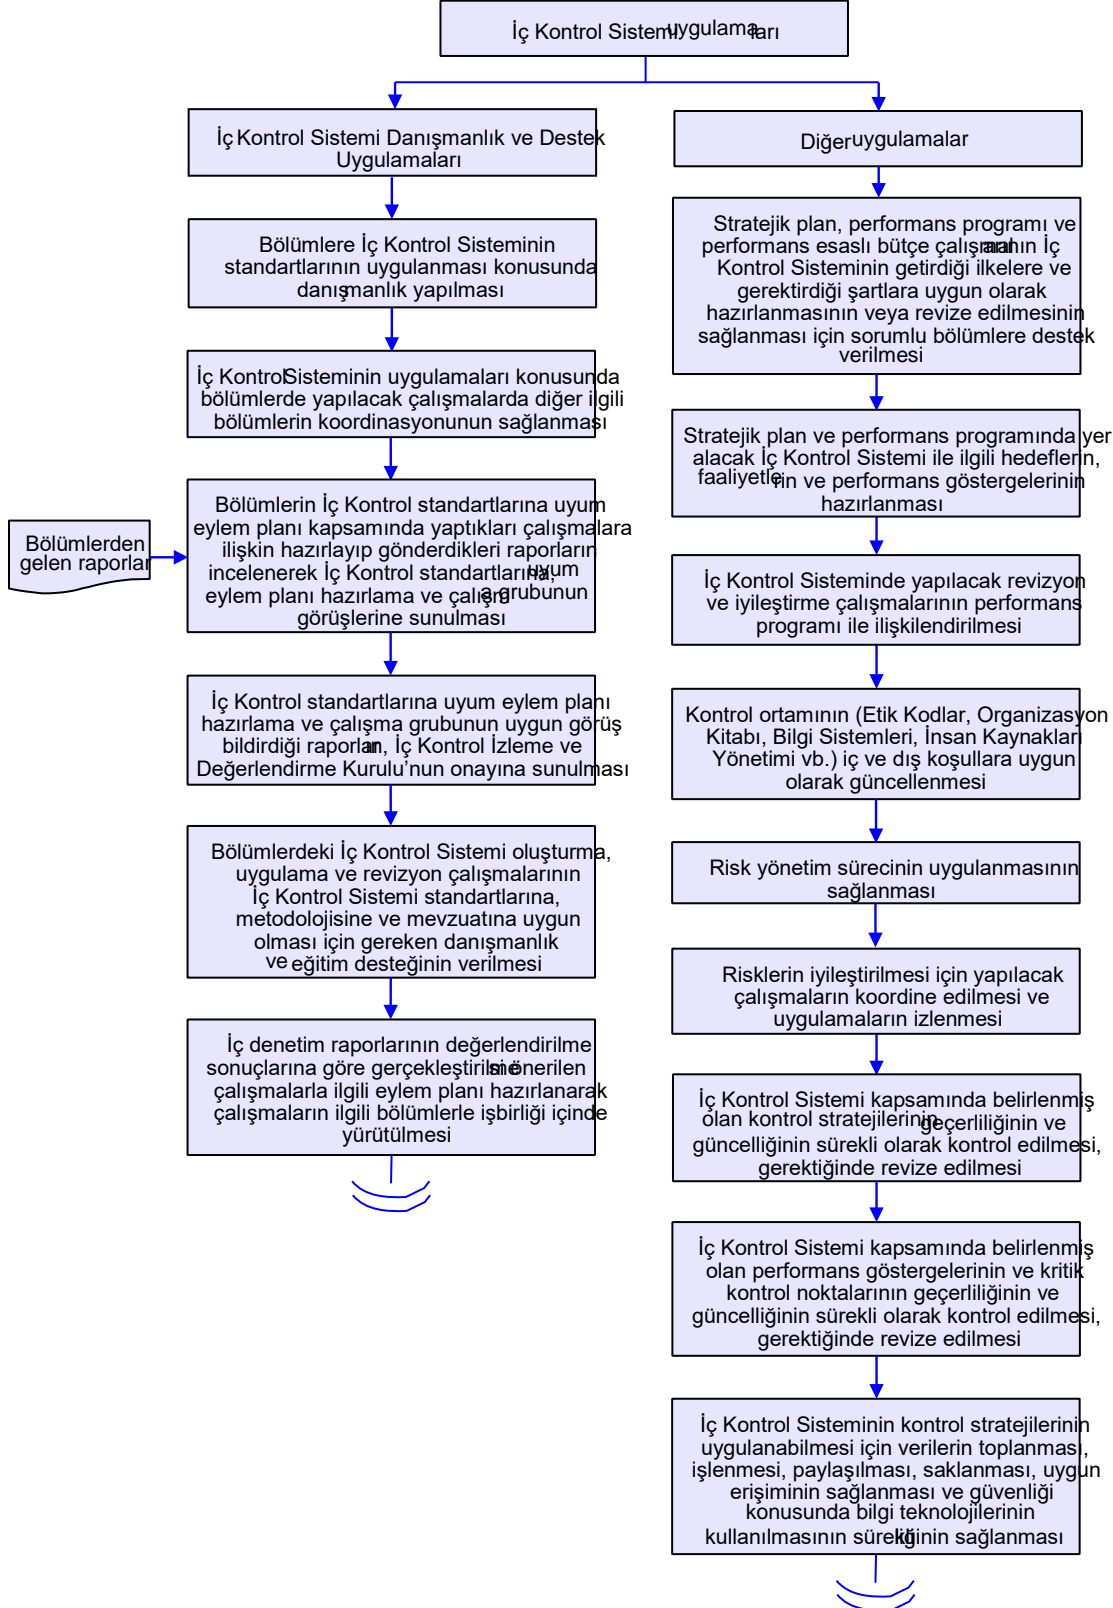 İç Kontrol Sistemi uygulamaları
İç Kontrol Sistemi Danışmanlık ve Destek
Uygulamaları
Bölümlere İç Kontrol Sisteminin
standartlarının uygulanması konusunda
danışmanlık yapılması
İç Kontrol Sisteminin uygulamaları konusunda
bölümlerde yapılacak çalışmalarda diğer ilgili
bölümlerin koordinasyonunun sağlanması
Bölümlerden
gelen raporlar
Bölümlerin İç Kontrol standartlarına uyum
eylem planı kapsamında yaptıkları çalışmalara
ilişkin hazırlayıp gönderdikleri raporların
incelenerek İç Kontrol standartlarına, uyum
eylem planı hazırlama ve çalışma grubunun
görüşlerine sunulması
İç Kontrol standartlarına uyum eylem planı
hazırlama ve çalışma grubunun uygun görüş
bildirdiği raporların, İç Kontrol İzleme ve
Değerlendirme Kurulu’nun onayına sunulması
Bölümlerdeki İç Kontrol Sistemi oluşturma,
uygulama ve revizyon çalışmalarının
İç Kontrol Sistemi standartlarına,
metodolojisine ve mevzuatına uygun
olması için gereken danışmanlık
ve eğitim desteğinin verilmesi
İç denetim raporlarının değerlendirilme
sonuçlarına göre gerçekleştirilmesi önerilen
çalışmalarla ilgili eylem planı hazırlanarak
çalışmaların ilgili bölümlerle işbirliği içinde
yürütülmesi
Diğer uygulamalar
Stratejik plan, performans programı ve
performans esaslı bütçe çalışmalarının İç
Kontrol Sisteminin getirdiği ilkelere ve
gerektirdiği şartlara uygun olarak
hazırlanmasının veya revize edilmesinin
sağlanması için sorumlu bölümlere destek
verilmesi
Stratejik plan ve performans programında yer
alacak İç Kontrol Sistemi ile ilgili hedeflerin,
faaliyetlerin ve performans göstergelerinin
hazırlanması
İç Kontrol Sisteminde yapılacak revizyon
ve iyileştirme çalışmalarının performans
programı ile ilişkilendirilmesi
Kontrol ortamının (Etik Kodlar, Organizasyon
Kitabı, Bilgi Sistemleri, İnsan Kaynakları
Yönetimi vb.) iç ve dış koşullara uygun
olarak güncellenmesi
Risk yönetim sürecinin uygulanmasının
sağlanması
Risklerin iyileştirilmesi için yapılacak
çalışmaların koordine edilmesi ve
uygulamaların izlenmesi
İç Kontrol Sistemi kapsamında belirlenmiş
olan kontrol stratejilerinin geçerliliğinin ve
güncelliğinin sürekli olarak kontrol edilmesi,
gerektiğinde revize edilmesi
İç Kontrol Sistemi kapsamında belirlenmiş
olan performans göstergelerinin ve kritik
kontrol noktalarının geçerliliğinin ve
güncelliğinin sürekli olarak kontrol edilmesi,
gerektiğinde revize edilmesi
İç Kontrol Sisteminin kontrol stratejilerinin
uygulanabilmesi için verilerin toplanması,
işlenmesi, paylaşılması, saklanması, uygun
erişiminin sağlanması ve güvenliği
konusunda bilgi teknolojilerinin
kullanılmasının sürekliliğinin sağlanması